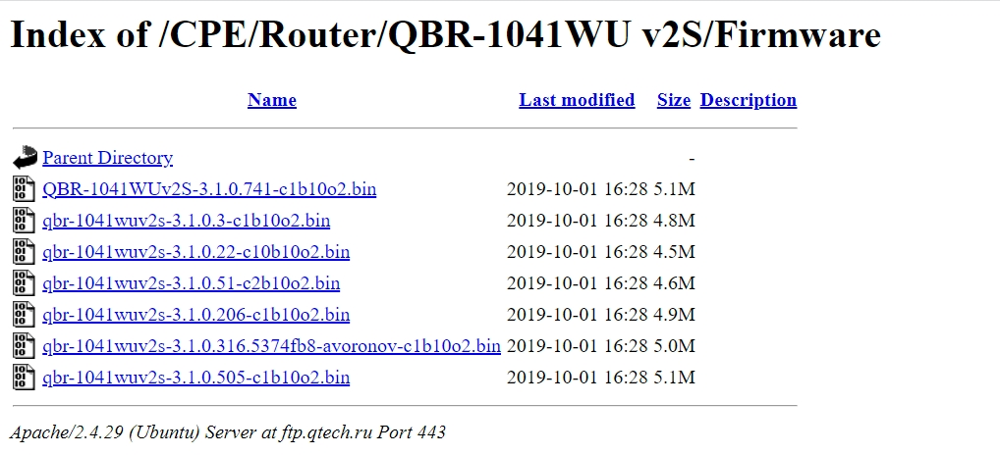 Index of /CPE/Router/QBR-1041WU v2S/Firmware
Name Last modified Size Description
Parent Directory -
QBR-1041WUv2S-3.1.0.741-c1b10o2.bin 2019-10-01 16:28 5.1M
qbr-1041wuv2s-3.1.0.3-c1b10o2.bin 2019-10-01 16:28 4.8M
qbr-1041wuv2s-3.1.0.22-c10b10o2.bin 2019-10-01 16:28 4.5M
qbr-1041wuv2s-3.1.0.51-c2b10o2.bin 2019-10-01 16:28 4.6M
qbr-1041wuv2s-3.1.0.206-c1b10o2.bin 2019-10-01 16:28 4.9M
qbr-1041wuv2s-3.1.0.316.5374fb8-avoronov-c1b10o2.bin 2019-10-01 16:28 5.0M
qbr-1041wuv2s-3.1.0.505-c1b10o2.bin 2019-10-01 16:28 5.1M
Apache/2.4.29 (Ubuntu) Server at ftp.qtech.ru Port 443